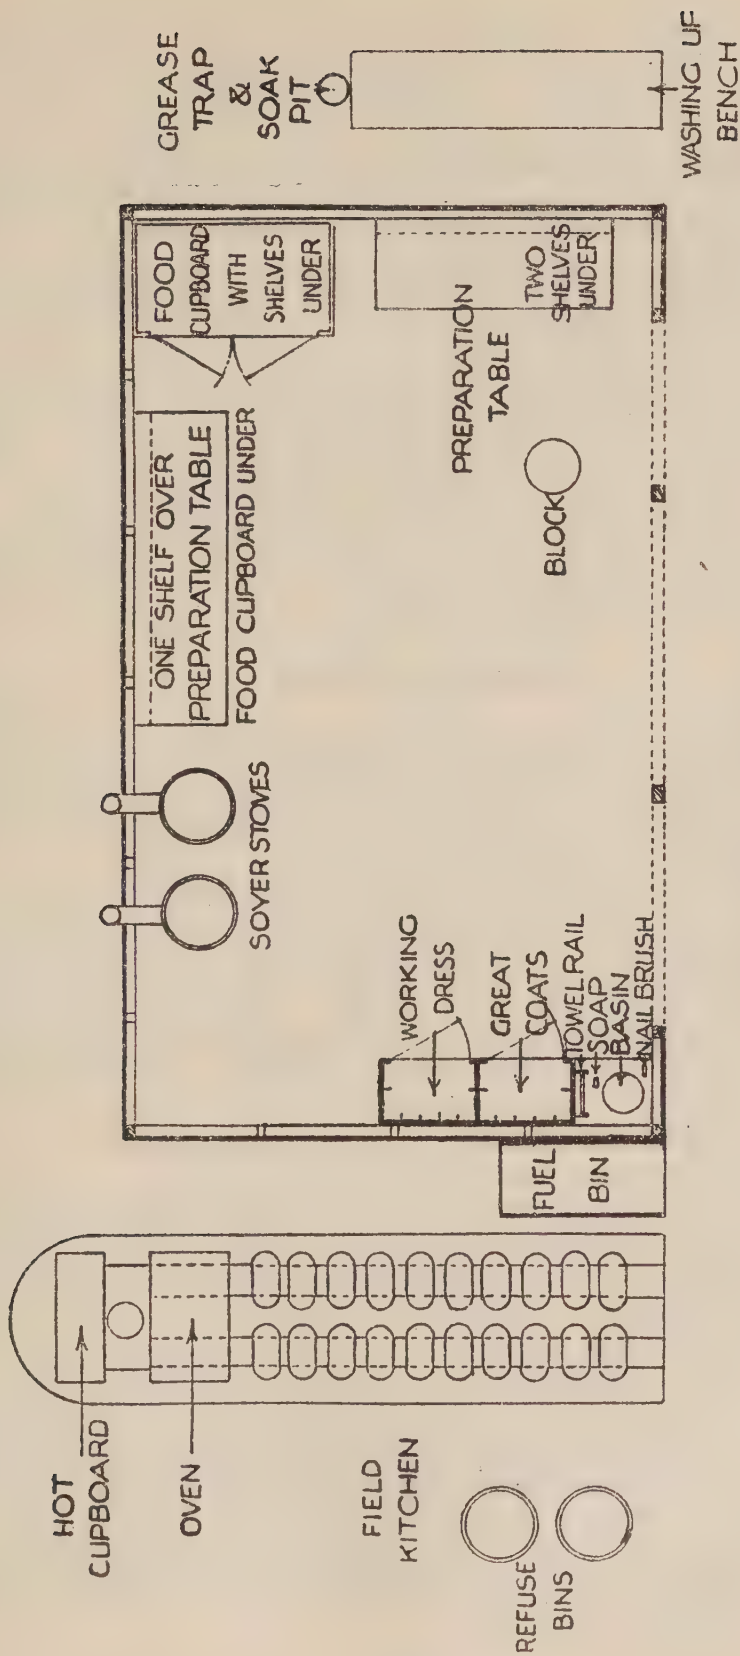 HOT
CUPBOARD
OVEN
FIELD
KITCHEN
REFUSE
BINS
FUEL
BIN
WORKING
DRESS
GREAT
COATS
TOWEL RAIL
SOAP
BASIN
NAIL BRUSH
SOYER STOVES
ONE SHELF OVER
PREPARATION TABLE
FOOD CUPBOARD UNDER
FOOD
CUPBOARD
WITH
SHELVES
UNDER
PREPARATION
TABLE
TWO
SHELVES
UNDER
BLOCK
GREASE
TRAP
&
SOAK
PIT
WASHING UP
BENCH